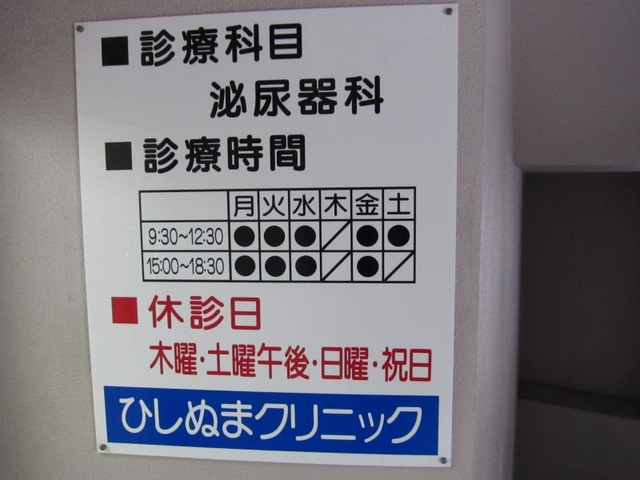 ■診療科目
泌尿器科
■診療時間
月 火 水 木 金 土
9:30~12:30 ● ● ● ／ ● ●
15:00~18:30 ● ● ● ／ ● ／
■休診日
木曜・土曜午後・日曜・祝日
ひしぬまクリニック